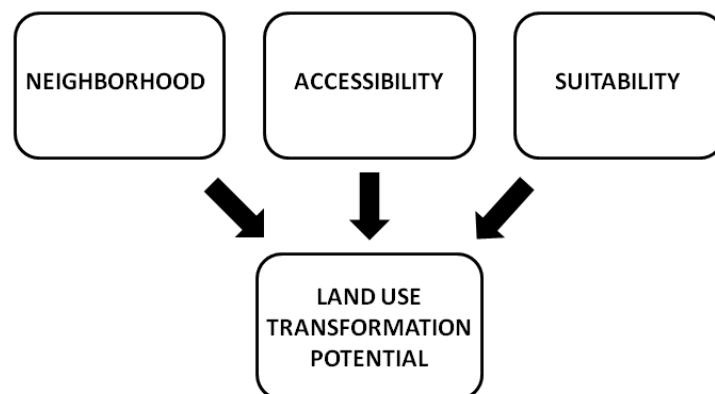 NEIGHBORHOOD
ACCESSIBILITY
SUITABILITY
LAND USE
TRANSFORMATION
POTENTIAL